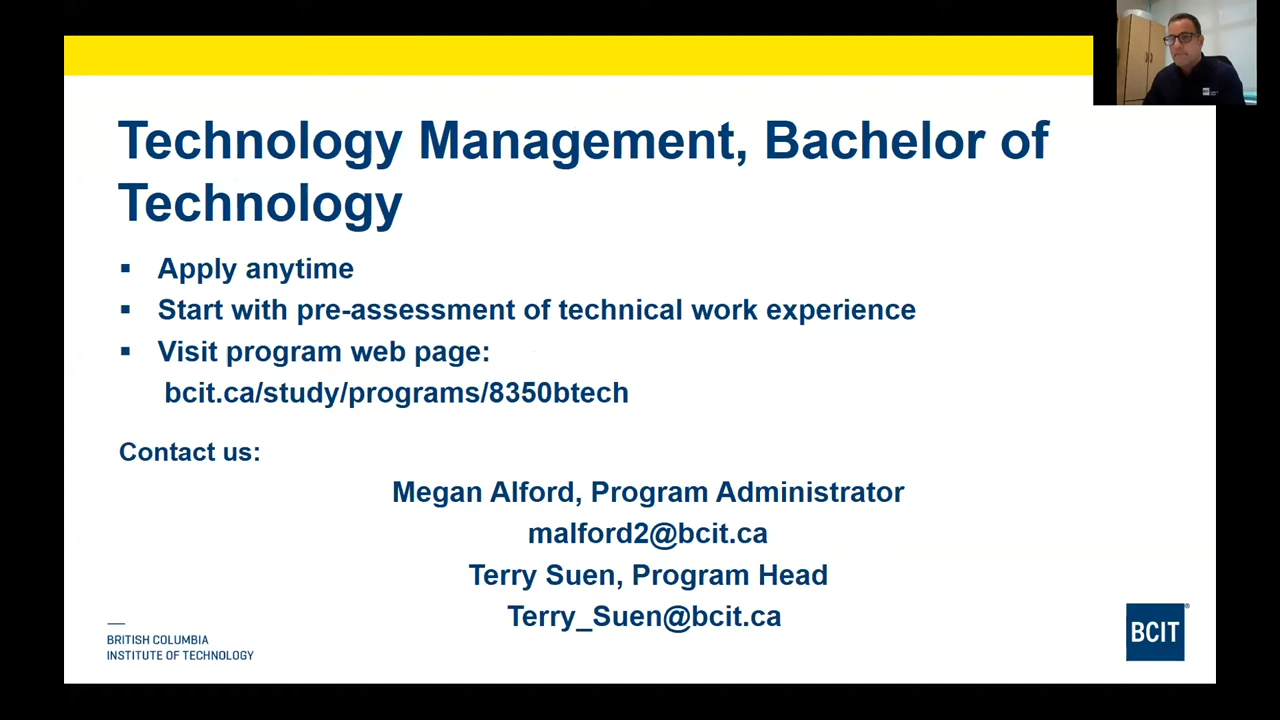 Technology Management, Bachelor of
Technology
▪ Apply anytime
▪ Start with pre-assessment of technical work experience
▪ Visit program web page:
bcit.ca/study/programs/8350btech
Contact us:
Megan Alford, Program Administrator
malford2@bcit.ca
Terry Suen, Program Head
Terry_Suen@bcit.ca
BRITISH COLUMBIA
INSTITUTE OF TECHNOLOGY
BCIT®